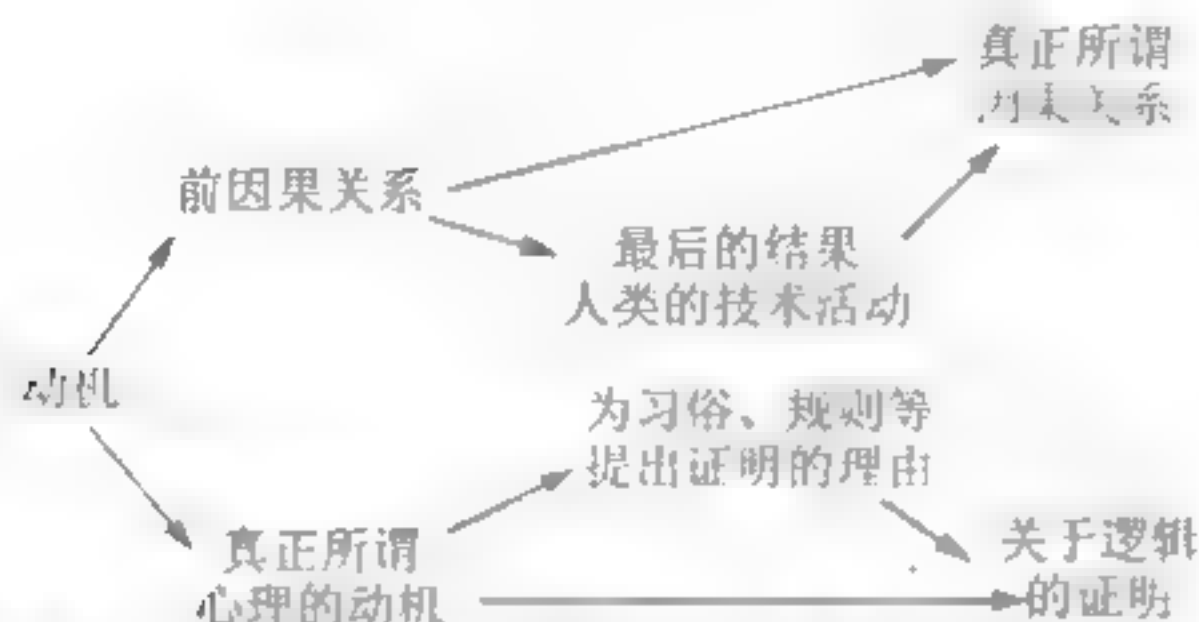 真正所谓
因果关系
前因果关系
最后的结果
人类的技术活动
动机
为习俗、规则等
提出证明的理由
真正所谓
心理的动机
关于逻辑
的证明